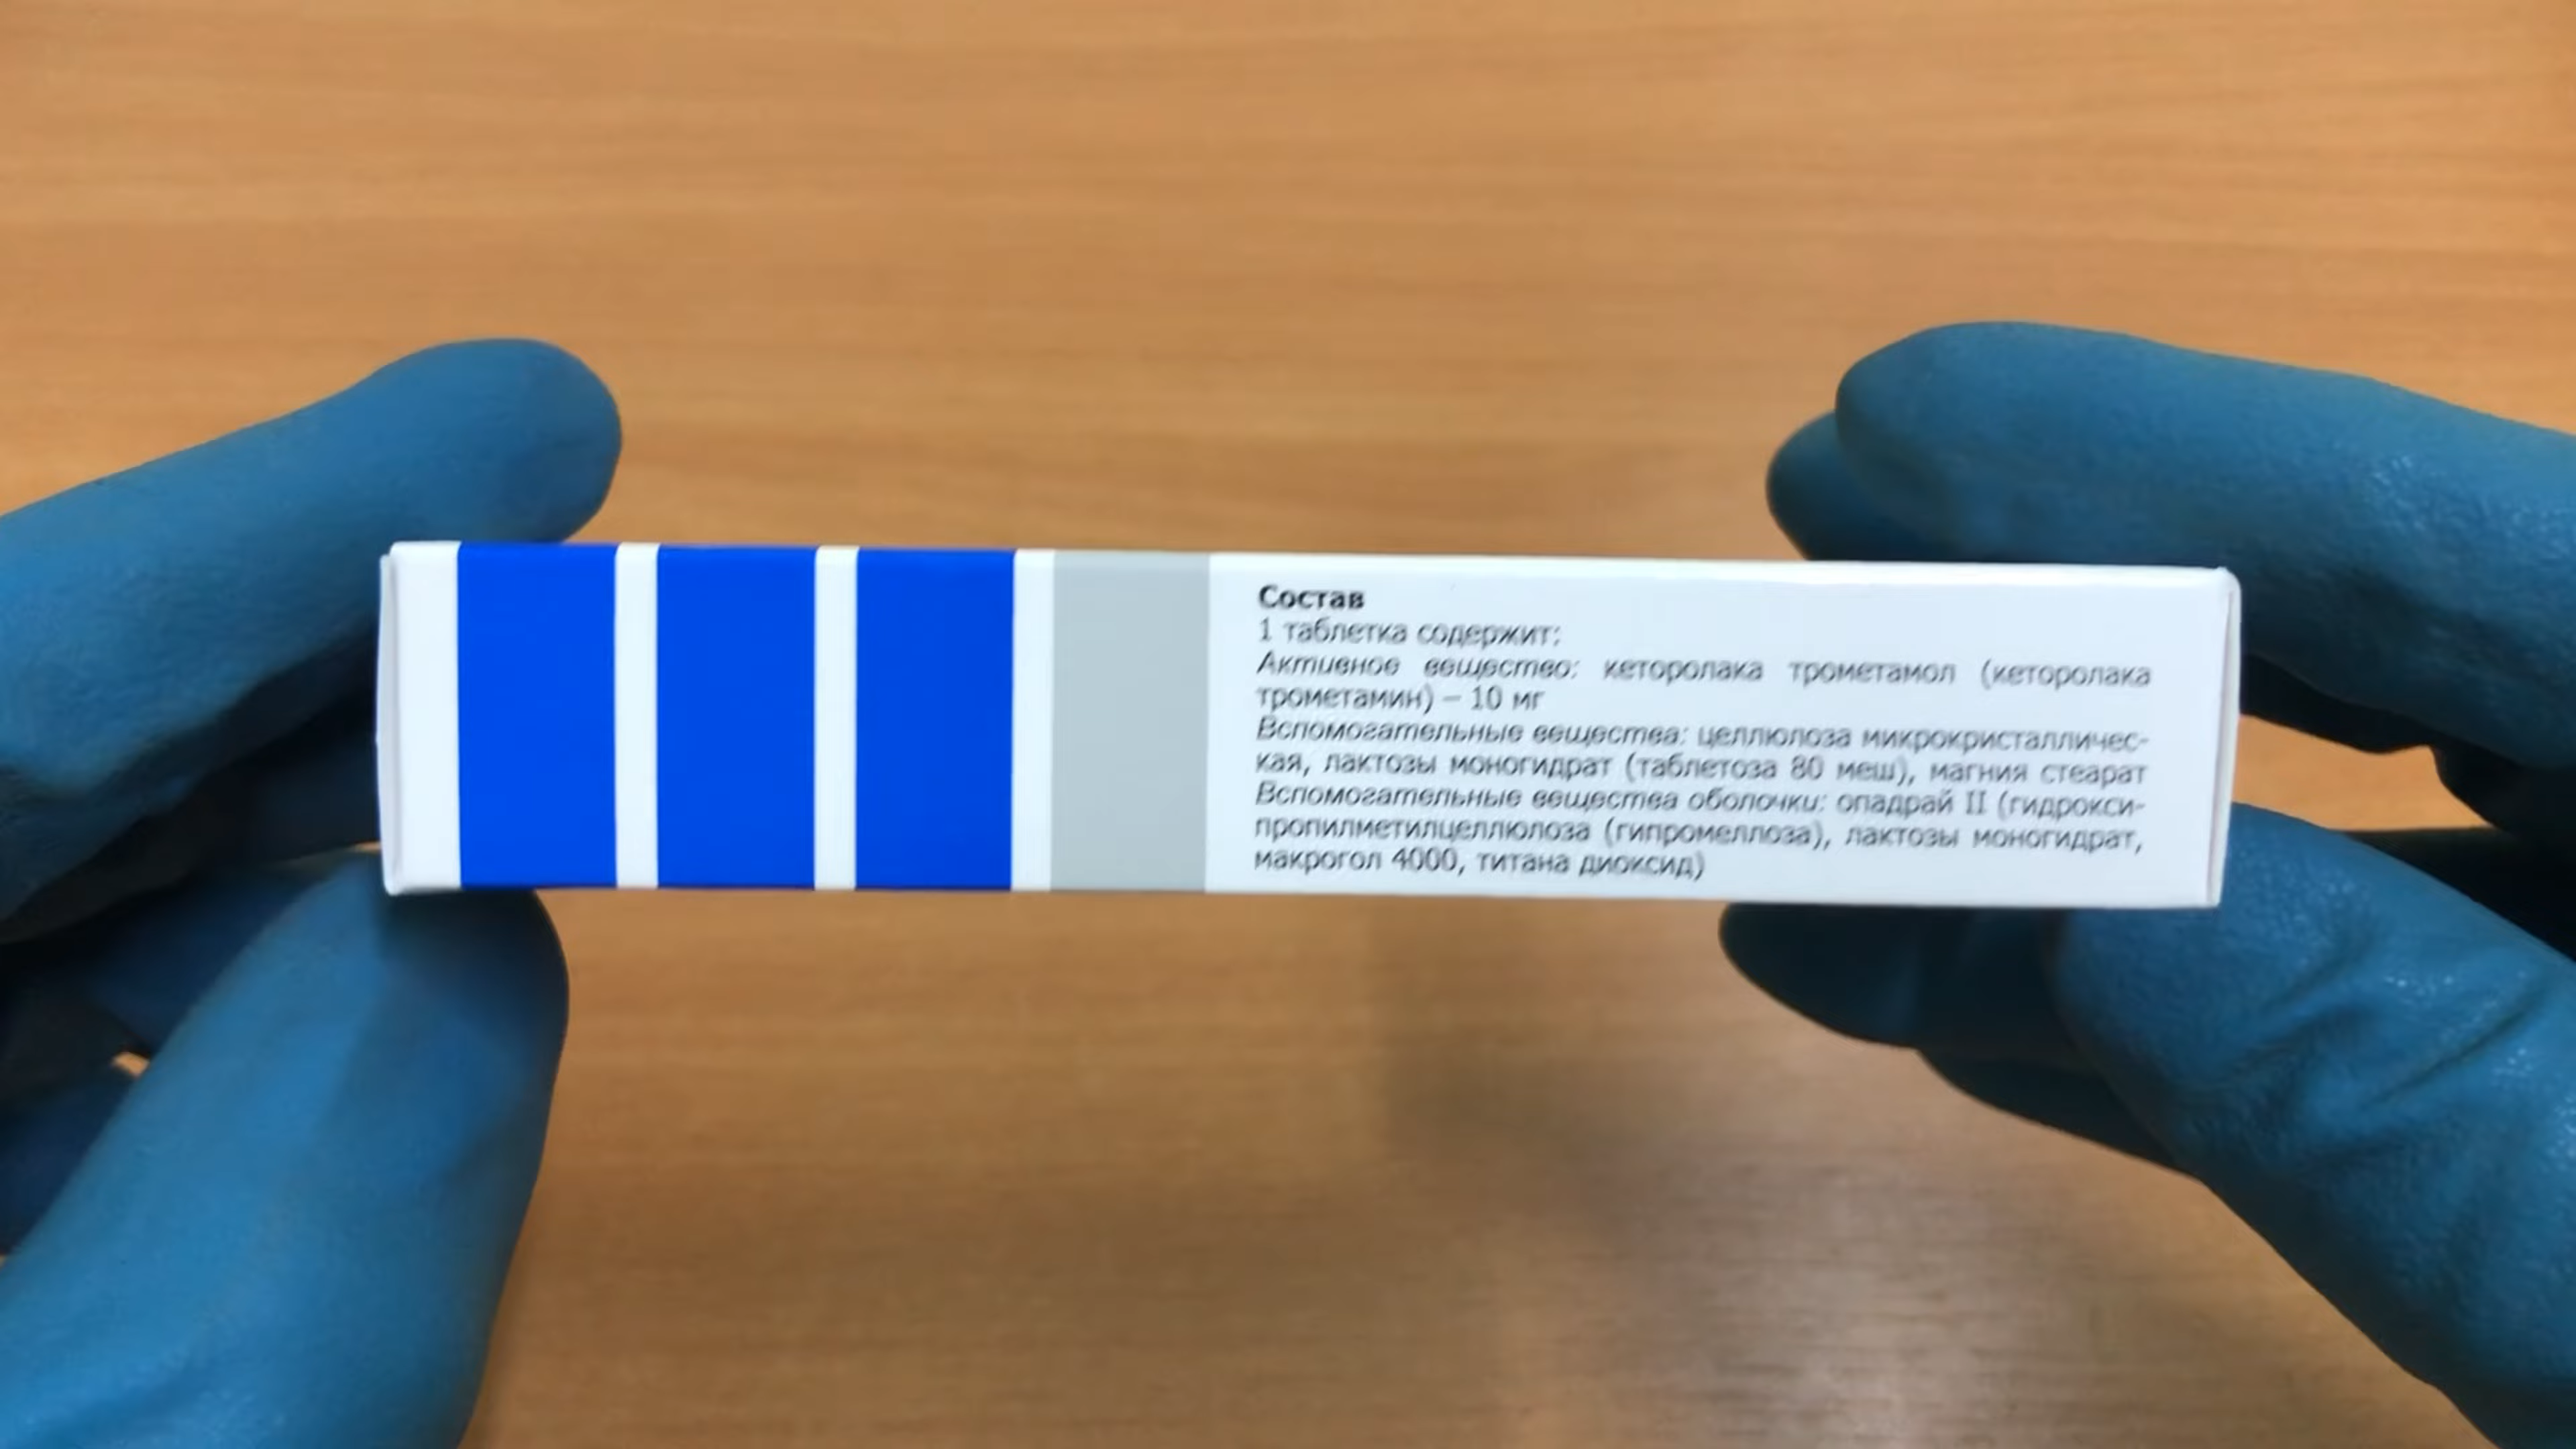 Состав
1 таблетка содержит:
Активное вещество: кеторолака трометамол (кеторолака
трометамин) – 10 мг
Вспомогательные вещества: целлюлоза микрокристалличес-
кая, лактозы моногидрат (таблетоза 80 меш), магния стеарат
Вспомогательные вещества оболочки: опадрай II (гидрокси-
пропилметилцеллюлоза (гипромеллоза), лактозы моногидрат,
макрогол 4000, титана диоксид)